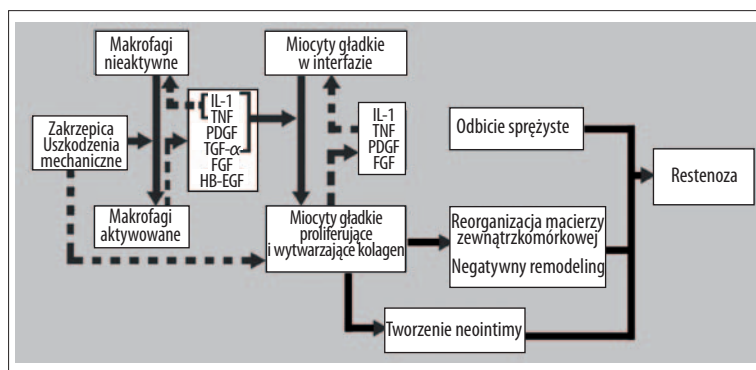 Makrofagi
nieaktywne
Miocyty gładkie
w interfazie
IL-1
TNF
PDGF
TGF-α
FGF
HB-EGF
IL-1
TNF
PDGF
FGF
Zakrzepica
Uszkodzenia
mechaniczne
Odbicie sprężyste
Restenoza
Makrofagi
aktywowane
Miocyty gładkie
proliferujące
i wytwarzające kolagen
Reorganizacja macierzy
zewnątrzkomórkowej
Negatywny remodeling
Tworzenie neointimy